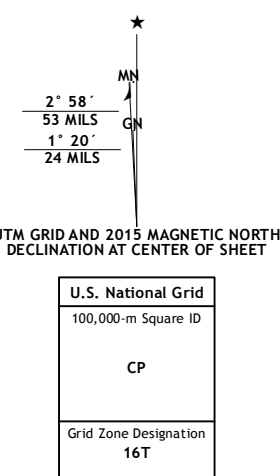 ★
MN
GN
2° 58´
53 MILS
1° 20´
24 MILS
UTM GRID AND 2015 MAGNETIC NORTH
DECLINATION AT CENTER OF SHEET
U.S. National Grid
100,000-m Square ID
CP
Grid Zone Designation
16T